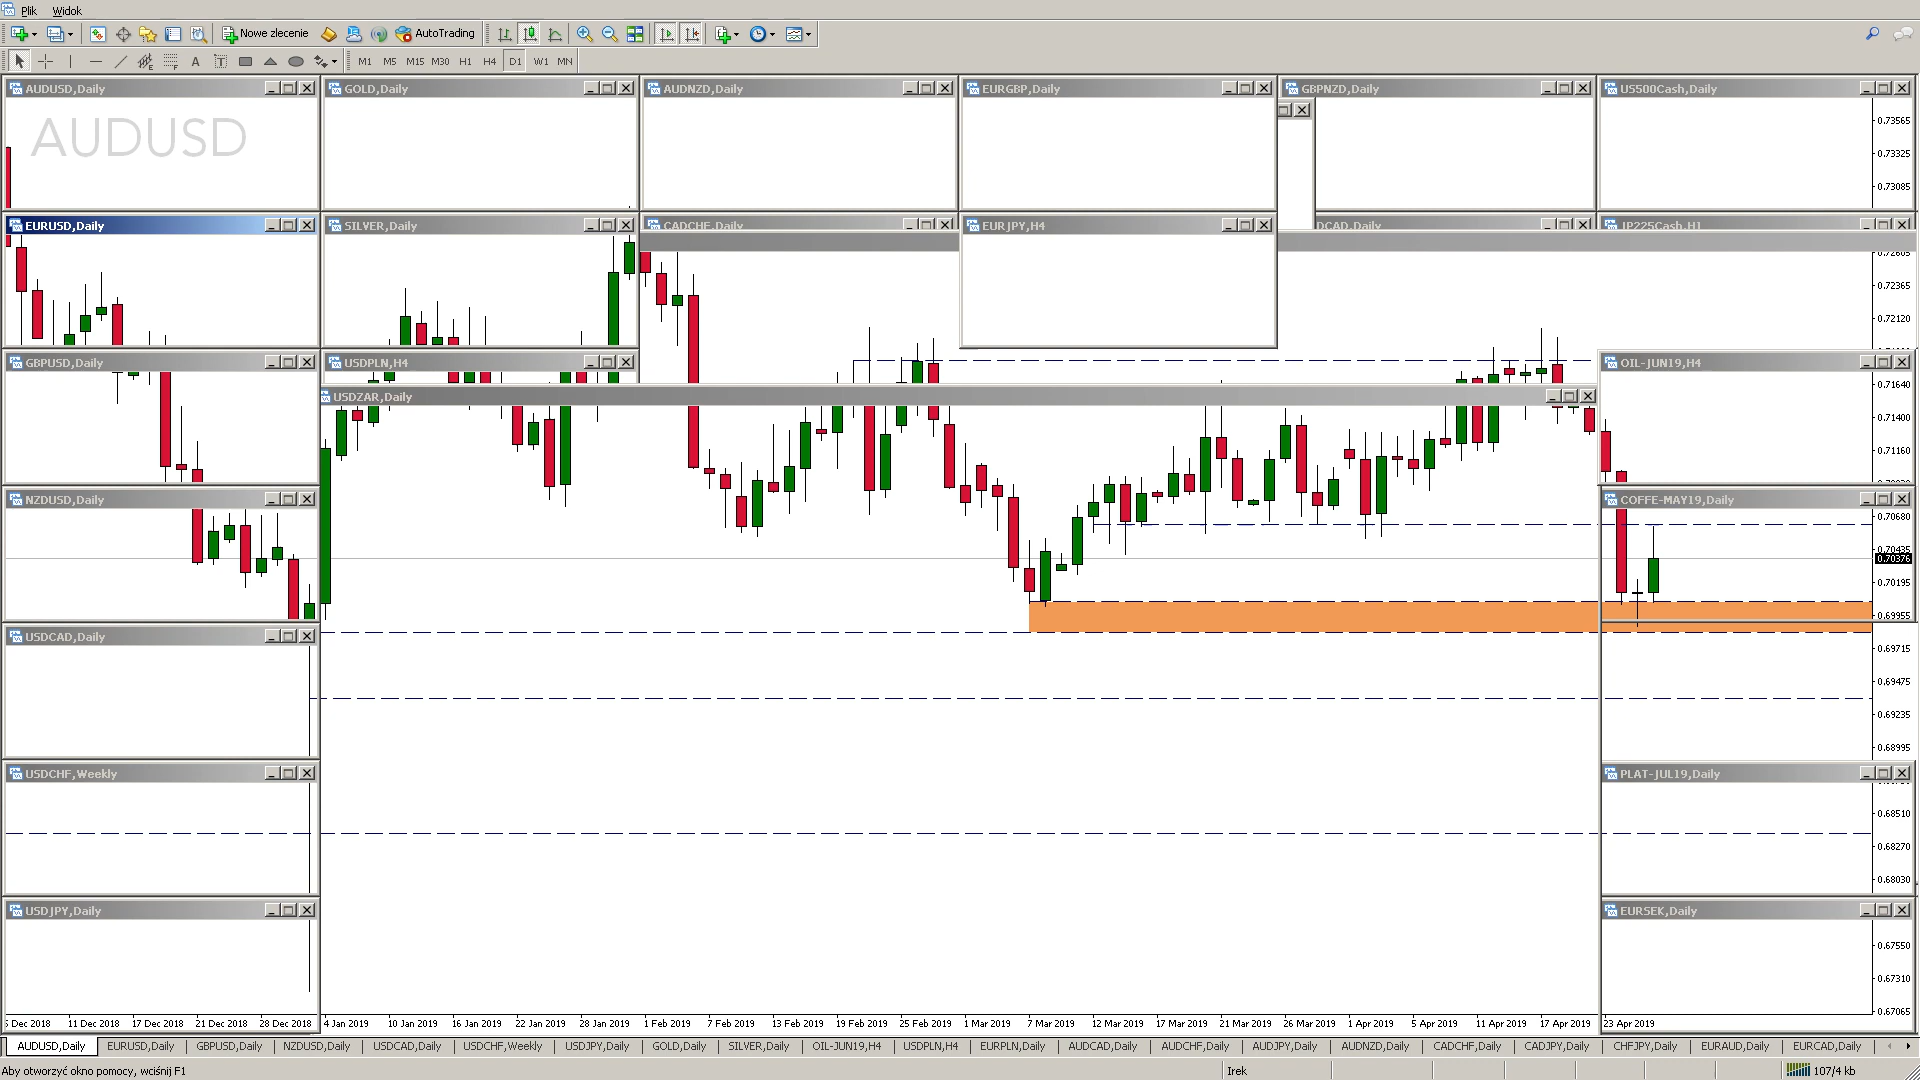 Plik Widok
Nowe zlecenie AutoTrading
A T M1 M5 M15 M30 H1 H4 D1 W1 MN
AUDUSD,Daily GOLD,Daily AUDNZD,Daily EURGBP,Daily GBPNZD,Daily US500Cash,Daily
AUDUSD
0.73565
0.73325
0.73085
EURUSD,Daily SILVER,Daily CADCHF,Daily EURJPY,H4 DCAD,Daily JP225Cash,H1
0.72605
0.72365
0.72120
GBPUSD,Daily USDPLN,H4 OIL-JUN19,H4
0.71640
USDZAR,Daily
0.71400
0.71160
NZDUSD,Daily COFFE-MAY19,Daily
0.70680
0.70435
0.70376
0.70195
0.69955
USDCAD,Daily
0.69715
0.69475
0.69235
0.68995
USDCHF,Weekly PLAT-JUL19,Daily
0.68510
0.68270
0.68030
USDJPY,Daily EURSEK,Daily
0.67550
0.67310
0.67065
5 Dec 2018 11 Dec 2018 17 Dec 2018 21 Dec 2018 28 Dec 2018 4 Jan 2019 10 Jan 2019 16 Jan 2019 22 Jan 2019 28 Jan 2019 1 Feb 2019 7 Feb 2019 13 Feb 2019 19 Feb 2019 25 Feb 2019 1 Mar 2019 7 Mar 2019 12 Mar 2019 17 Mar 2019 21 Mar 2019 26 Mar 2019 1 Apr 2019 5 Apr 2019 11 Apr 2019 17 Apr 2019 23 Apr 2019
AUDUSD,Daily EURUSD,Daily GBPUSD,Daily NZDUSD,Daily USDCAD,Daily USDCHF,Weekly USDJPY,Daily GOLD,Daily SILVER,Daily OIL-JUN19,H4 USDPLN,H4 EURPLN,Daily AUDCAD,Daily AUDCHF,Daily AUDJPY,Daily AUDNZD,Daily CADCHF,Daily CADJPY,Daily CHFJPY,Daily EURAUD,Daily EURCAD,Daily
Aby otworzyć okno pomocy, wciśnij F1 Irek 107/4 kb